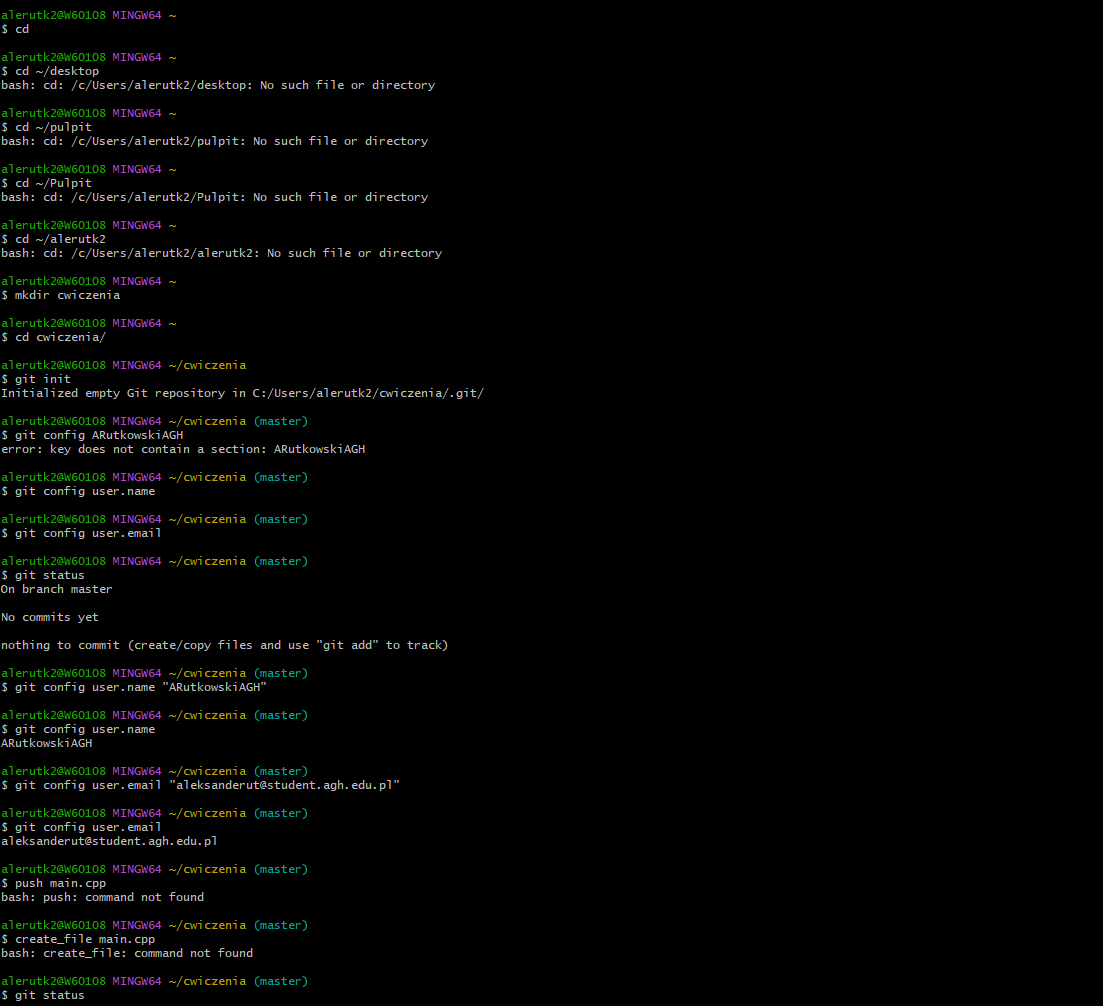 alerutk2@W60108 MINGW64 ~
$ cd
alerutk2@W60108 MINGW64 ~
$ cd ~/desktop
bash: cd: /c/Users/alerutk2/desktop: No such file or directory
alerutk2@W60108 MINGW64 ~
$ cd ~/pulpit
bash: cd: /c/Users/alerutk2/pulpit: No such file or directory
alerutk2@W60108 MINGW64 ~
$ cd ~/Pulpit
bash: cd: /c/Users/alerutk2/Pulpit: No such file or directory
alerutk2@W60108 MINGW64 ~
$ cd ~/alerutk2
bash: cd: /c/Users/alerutk2/alerutk2: No such file or directory
alerutk2@W60108 MINGW64 ~
$ mkdir cwiczenia
alerutk2@W60108 MINGW64 ~
$ cd cwiczenia/
alerutk2@W60108 MINGW64 ~/cwiczenia
$ git init
Initialized empty Git repository in C:/Users/alerutk2/cwiczenia/.git/
alerutk2@W60108 MINGW64 ~/cwiczenia (master)
$ git config ARutkowskiAGH
error: key does not contain a section: ARutkowskiAGH
alerutk2@W60108 MINGW64 ~/cwiczenia (master)
$ git config user.name
alerutk2@W60108 MINGW64 ~/cwiczenia (master)
$ git config user.email
alerutk2@W60108 MINGW64 ~/cwiczenia (master)
$ git status
On branch master
No commits yet
nothing to commit (create/copy files and use "git add" to track)
alerutk2@W60108 MINGW64 ~/cwiczenia (master)
$ git config user.name "ARutkowskiAGH"
alerutk2@W60108 MINGW64 ~/cwiczenia (master)
$ git config user.name
ARutkowskiAGH
alerutk2@W60108 MINGW64 ~/cwiczenia (master)
$ git config user.email "aleksanderut@student.agh.edu.pl"
alerutk2@W60108 MINGW64 ~/cwiczenia (master)
$ git config user.email
aleksanderut@student.agh.edu.pl
alerutk2@W60108 MINGW64 ~/cwiczenia (master)
$ push main.cpp
bash: push: command not found
alerutk2@W60108 MINGW64 ~/cwiczenia (master)
$ create_file main.cpp
bash: create_file: command not found
alerutk2@W60108 MINGW64 ~/cwiczenia (master)
$ git status